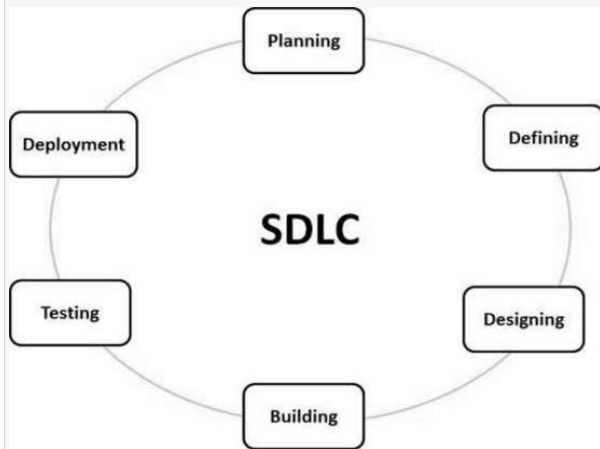 Planning
Deployment
Defining
SDLC
Testing
Designing
Building